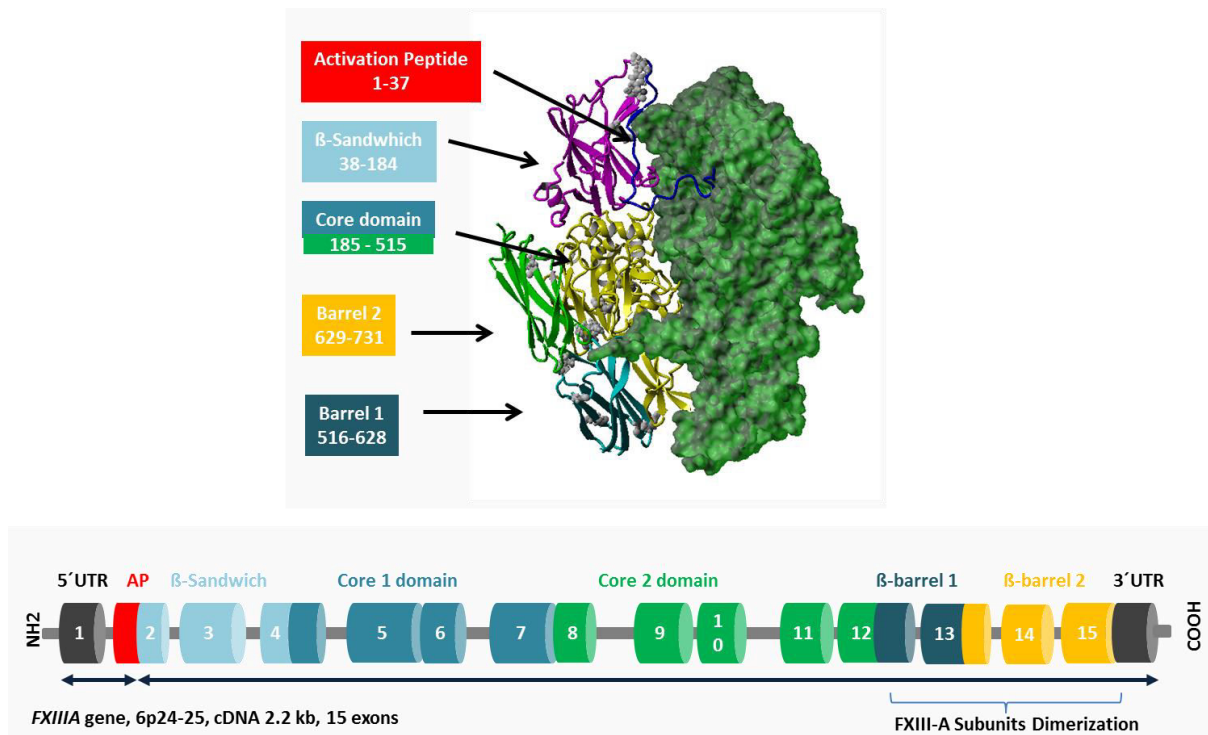 Activation Peptide
1-37
ß-Sandwhich
38-184
Core domain
185 - 515
Barrel 2
629-731
Barrel 1
516-628
5´UTR AP ß-Sandwich Core 1 domain Core 2 domain ß-barrel 1 ß-barrel 2 3´UTR
NH2 1 2 3 4 5 6 7 8 9 10 11 12 13 14 15 COOH
FXIIIA gene, 6p24-25, cDNA 2.2 kb, 15 exons
FXIII-A Subunits Dimerization